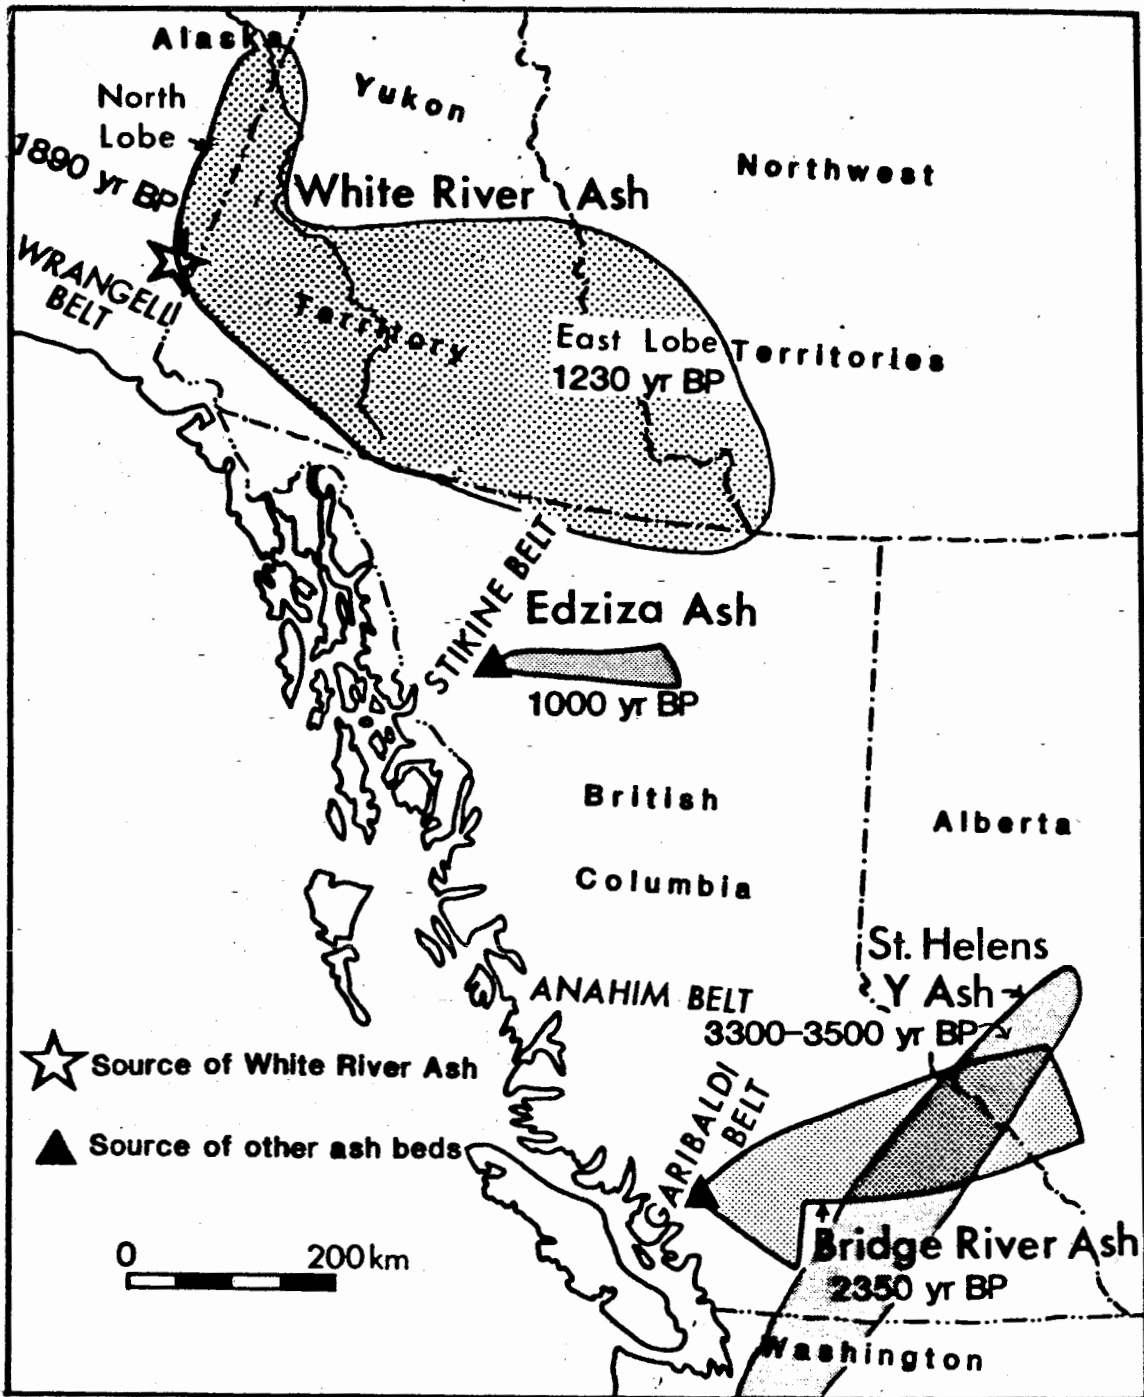 Alaska
Yukon
North
Lobe
1890 yr BP
Northwest
White River Ash
WRANGELL
BELT
Territory
East Lobe
1230 yr BP
Territories
STIKINE BELT
Edziza Ash
1000 yr BP
British
Columbia
Alberta
St. Helens
Y Ash
3300-3500 yr BP
ANAHIM BELT
Source of White River Ash
GARIBALDI
BELT
Source of other ash beds
0 200 km
Bridge River Ash
2350 yr BP
Washington